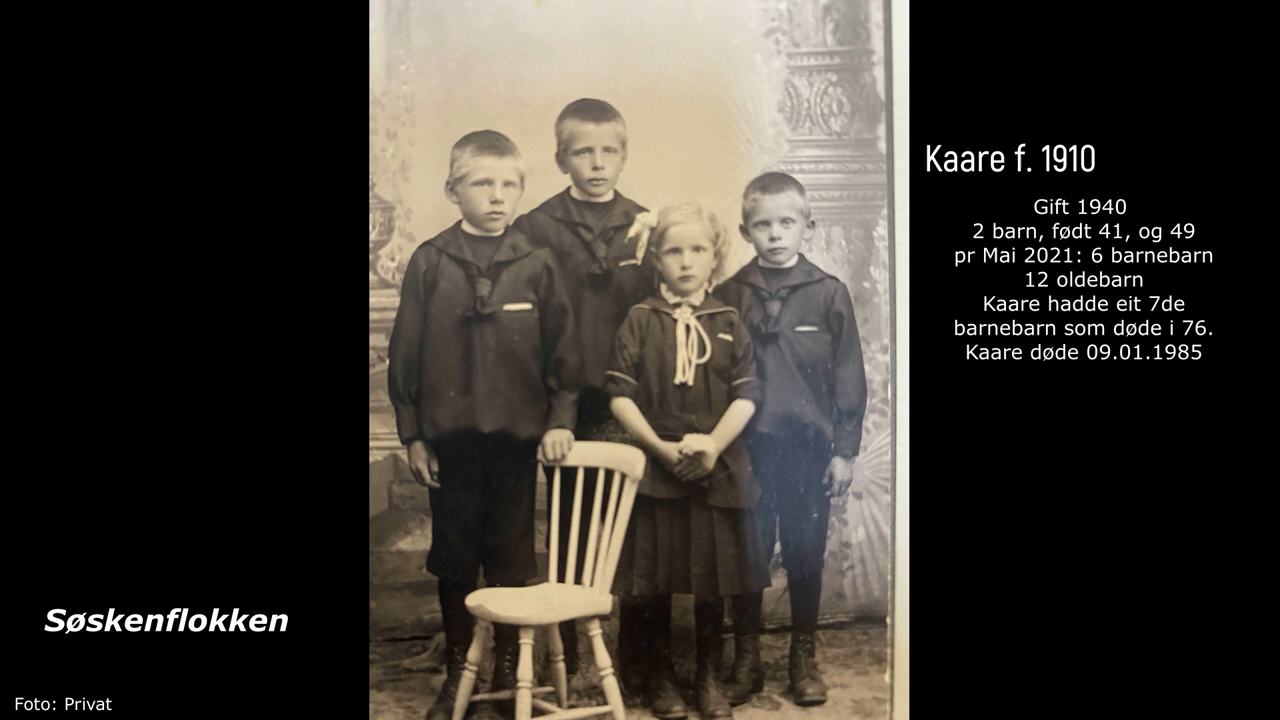 Kaare f. 1910
Gift 1940
2 barn, født 41, og 49
pr Mai 2021: 6 barnebarn
12 oldebarn
Kaare hadde eit 7de
barnebarn som døde i 76.
Kaare døde 09.01.1985
Søskenflokken
Foto: Privat